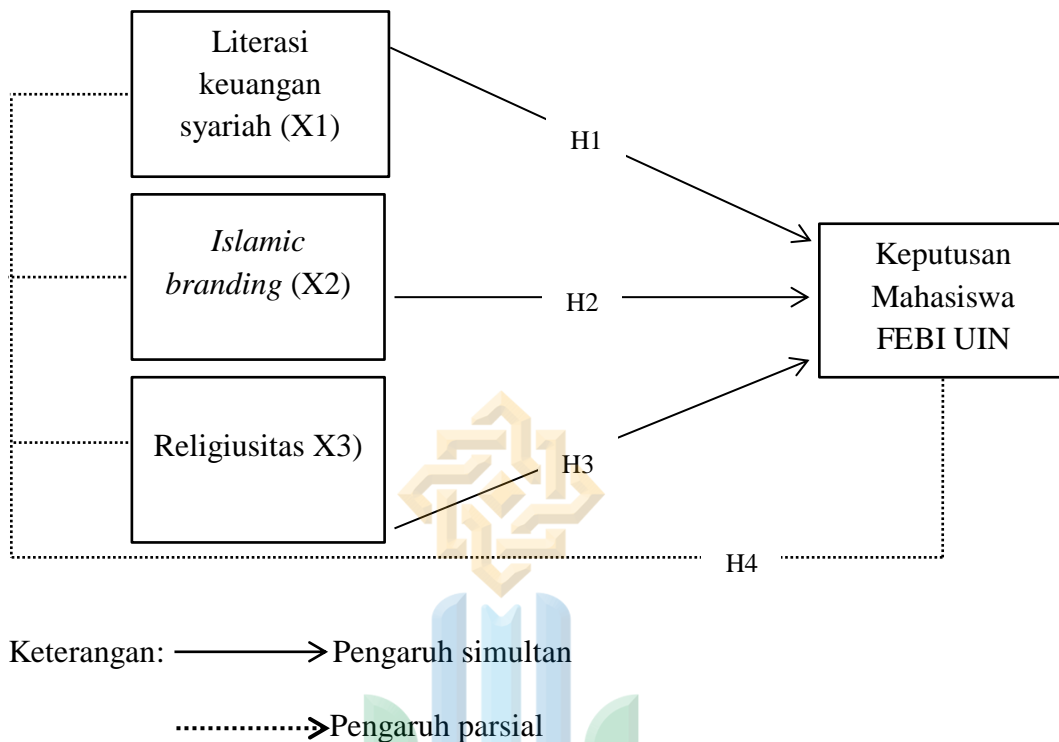 Literasi
keuangan
syariah (X1)
H1
Islamic
branding (X2)
H2
Keputusan
Mahasiswa
FEBI UIN
Religiusitas X3)
H3
H4
Keterangan: Pengaruh simultan
Pengaruh parsial